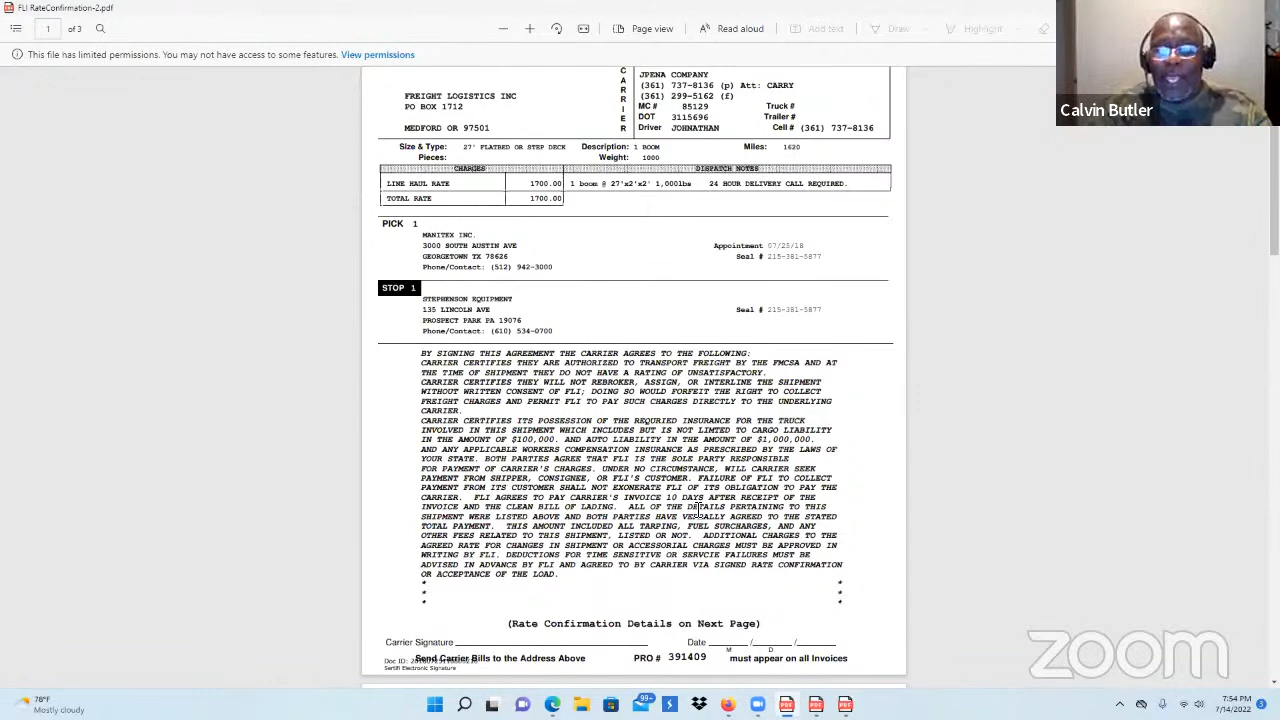 FLI RateConfirmation-2.pdf
1 of 3
Page view
Read aloud
Add text
Draw
Highlight
This file has limited permissions. You may not have access to some features. View permissions
Calvin Butler
FREIGHT LOGISTICS INC
PO BOX 1712
MEDFORD OR 97501
CARRIER
JPENA COMPANY
(361) 737-8136 (p) Att: CARRY
(361) 299-5162 (f)
MC # 85129 Truck #
DOT 3115696 Trailer #
Driver JOHNATHAN Cell # (361) 737-8136
Size & Type: 27' FLATBED OR STEP DECK Description: 1 BOOM Miles: 1620
Pieces: Weight: 1000
CHARGES DISPATCH NOTES
LINE HAUL RATE 1700.00 1 boom @ 27'x2'x2' 1,000lbs 24 HOUR DELIVERY CALL REQUIRED.
TOTAL RATE 1700.00
PICK 1
MANITEX INC.
3000 SOUTH AUSTIN AVE Appointment 07/25/18
GEORGETOWN TX 78626 Seal # 215-381-5877
Phone/Contact: (512) 942-3000
STOP 1
STEPHENSON EQUIPMENT
135 LINCOLN AVE Seal # 215-381-5877
PROSPECT PARK PA 19076
Phone/Contact: (610) 534-0700
BY SIGNING THIS AGREEMENT THE CARRIER AGREES TO THE FOLLOWING:
CARRIER CERTIFIES THEY ARE AUTHORIZED TO TRANSPORT FREIGHT BY THE FMCSA AND AT
THE TIME OF SHIPMENT THEY DO NOT HAVE A RATING OF UNSATISFACTORY.
CARRIER CERTIFIES THEY WILL NOT REBROKER, ASSIGN, OR INTERLINE THE SHIPMENT
WITHOUT WRITTEN CONSENT OF FLI; DOING SO WOULD FORFEIT THE RIGHT TO COLLECT
FREIGHT CHARGES AND PERMIT FLI TO PAY SUCH CHARGES DIRECTLY TO THE UNDERLYING
CARRIER.
CARRIER CERTIFIES ITS POSSESSION OF THE REQURIED INSURANCE FOR THE TRUCK
INVOLVED IN THIS SHIPMENT WHICH INCLUDES BUT IS NOT LIMTED TO CARGO LIABILITY
IN THE AMOUNT OF $100,000. AND AUTO LIABILITY IN THE AMOUNT OF $1,000,000.
AND ANY APPLICABLE WORKERS COMPENSATION INSURANCE AS PRESCRIBED BY THE LAWS OF
YOUR STATE. BOTH PARTIES AGREE THAT FLI IS THE SOLE PARTY RESPONSIBLE
FOR PAYMENT OF CARRIER'S CHARGES. UNDER NO CIRCUMSTANCE, WILL CARRIER SEEK
PAYMENT FROM SHIPPER, CONSIGNEE, OR FLI'S CUSTOMER. FAILURE OF FLI TO COLLECT
PAYMENT FROM ITS CUSTOMER SHALL NOT EXONERATE FLI OF ITS OBLIGATION TO PAY THE
CARRIER. FLI AGREES TO PAY CARRIER'S INVOICE 10 DAYS AFTER RECEIPT OF THE
INVOICE AND THE CLEAN BILL OF LADING. ALL OF THE DETAILS PERTAINING TO THIS
SHIPMENT WERE LISTED ABOVE AND BOTH PARTIES HAVE VERBALLY AGREED TO THE STATED
TOTAL PAYMENT. THIS AMOUNT INCLUDED ALL TARPING, FUEL SURCHARGES, AND ANY
OTHER FEES RELATED TO THIS SHIPMENT, LISTED OR NOT. ADDITIONAL CHARGES TO THE
AGREED RATE FOR CHANGES IN SHIPMENT OR ACCESSORIAL CHARGES MUST BE APPROVED IN
WRITING BY FLI. DEDUCTIONS FOR TIME SENSITIVE OR SERVCIE FAILURES MUST BE
ADVISED IN ADVANCE BY FLI AND AGREED TO BY CARRIER VIA SIGNED RATE CONFIRMATION
OR ACCEPTANCE OF THE LOAD.
* *
* *
* *
(Rate Confirmation Details on Next Page)
Carrier Signature Date / /
M D
Send Carrier Bills to the Address Above PRO # 391409 must appear on all Invoices
Doc ID:
Sertifi Electronic Signature
zoom
78°F
Mostly cloudy
99+
7:54 PM
7/14/2022
3